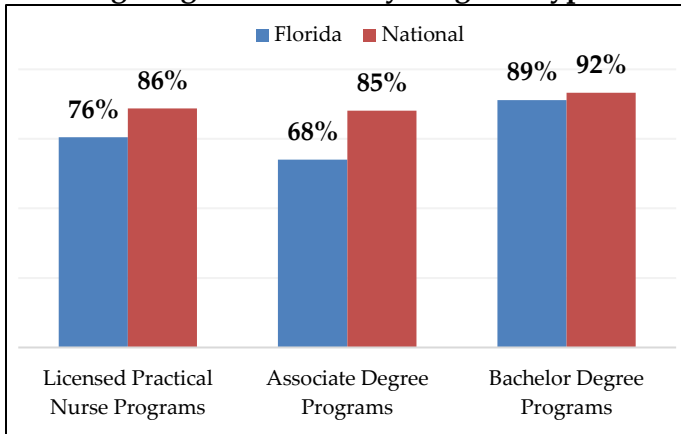 Florida National
76% 86% 68% 85% 89% 92%
Licensed Practical
Nurse Programs
Associate Degree
Programs
Bachelor Degree
Programs